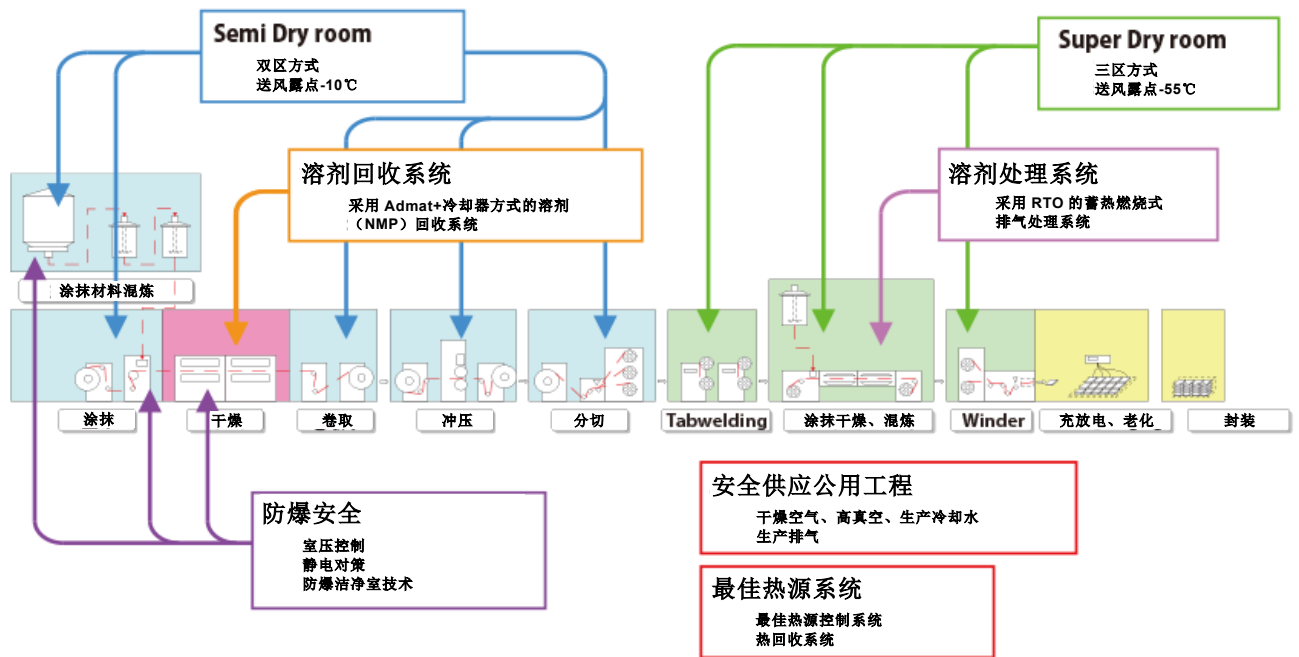 Semi Dry room
双区方式
送风露点-10℃
Super Dry room
三区方式
送风露点-55℃
溶剂回收系统
采用 Admat+冷却器方式的溶剂
（NMP）回收系统
溶剂处理系统
采用 RTO 的蓄热燃烧式
排气处理系统
涂抹材料混炼
涂抹
干燥
卷取
冲压
分切
Tabwelding
涂抹干燥、混炼
Winder
充放电、老化
封装
防爆安全
室压控制
静电对策
防爆洁净室技术
安全供应公用工程
干燥空气、高真空、生产冷却水
生产排气
最佳热源系统
最佳热源控制系统
热回收系统